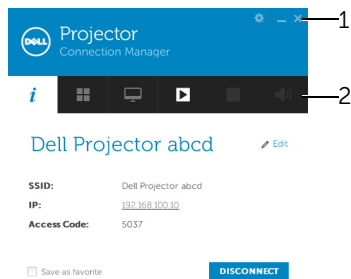 DELL
Projector
Connection Manager
1
i
2
Dell Projector abcd
Edit
SSID: Dell Projector abcd
IP: 192.168.100.10
Access Code: 5037
Save as favorite
DISCONNECT